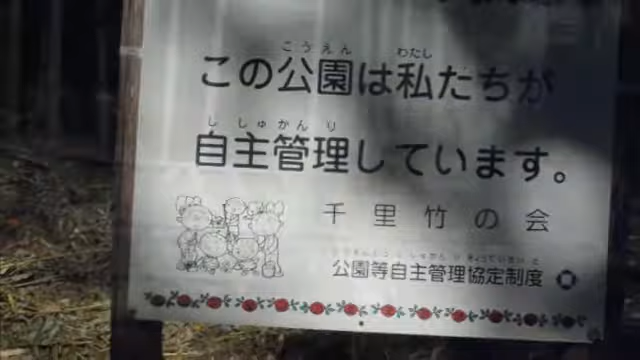 こうえん わたし
この公園は私たちが
し しゅかんり
自主管理しています。
千里竹の会
公園等自主管理協定制度